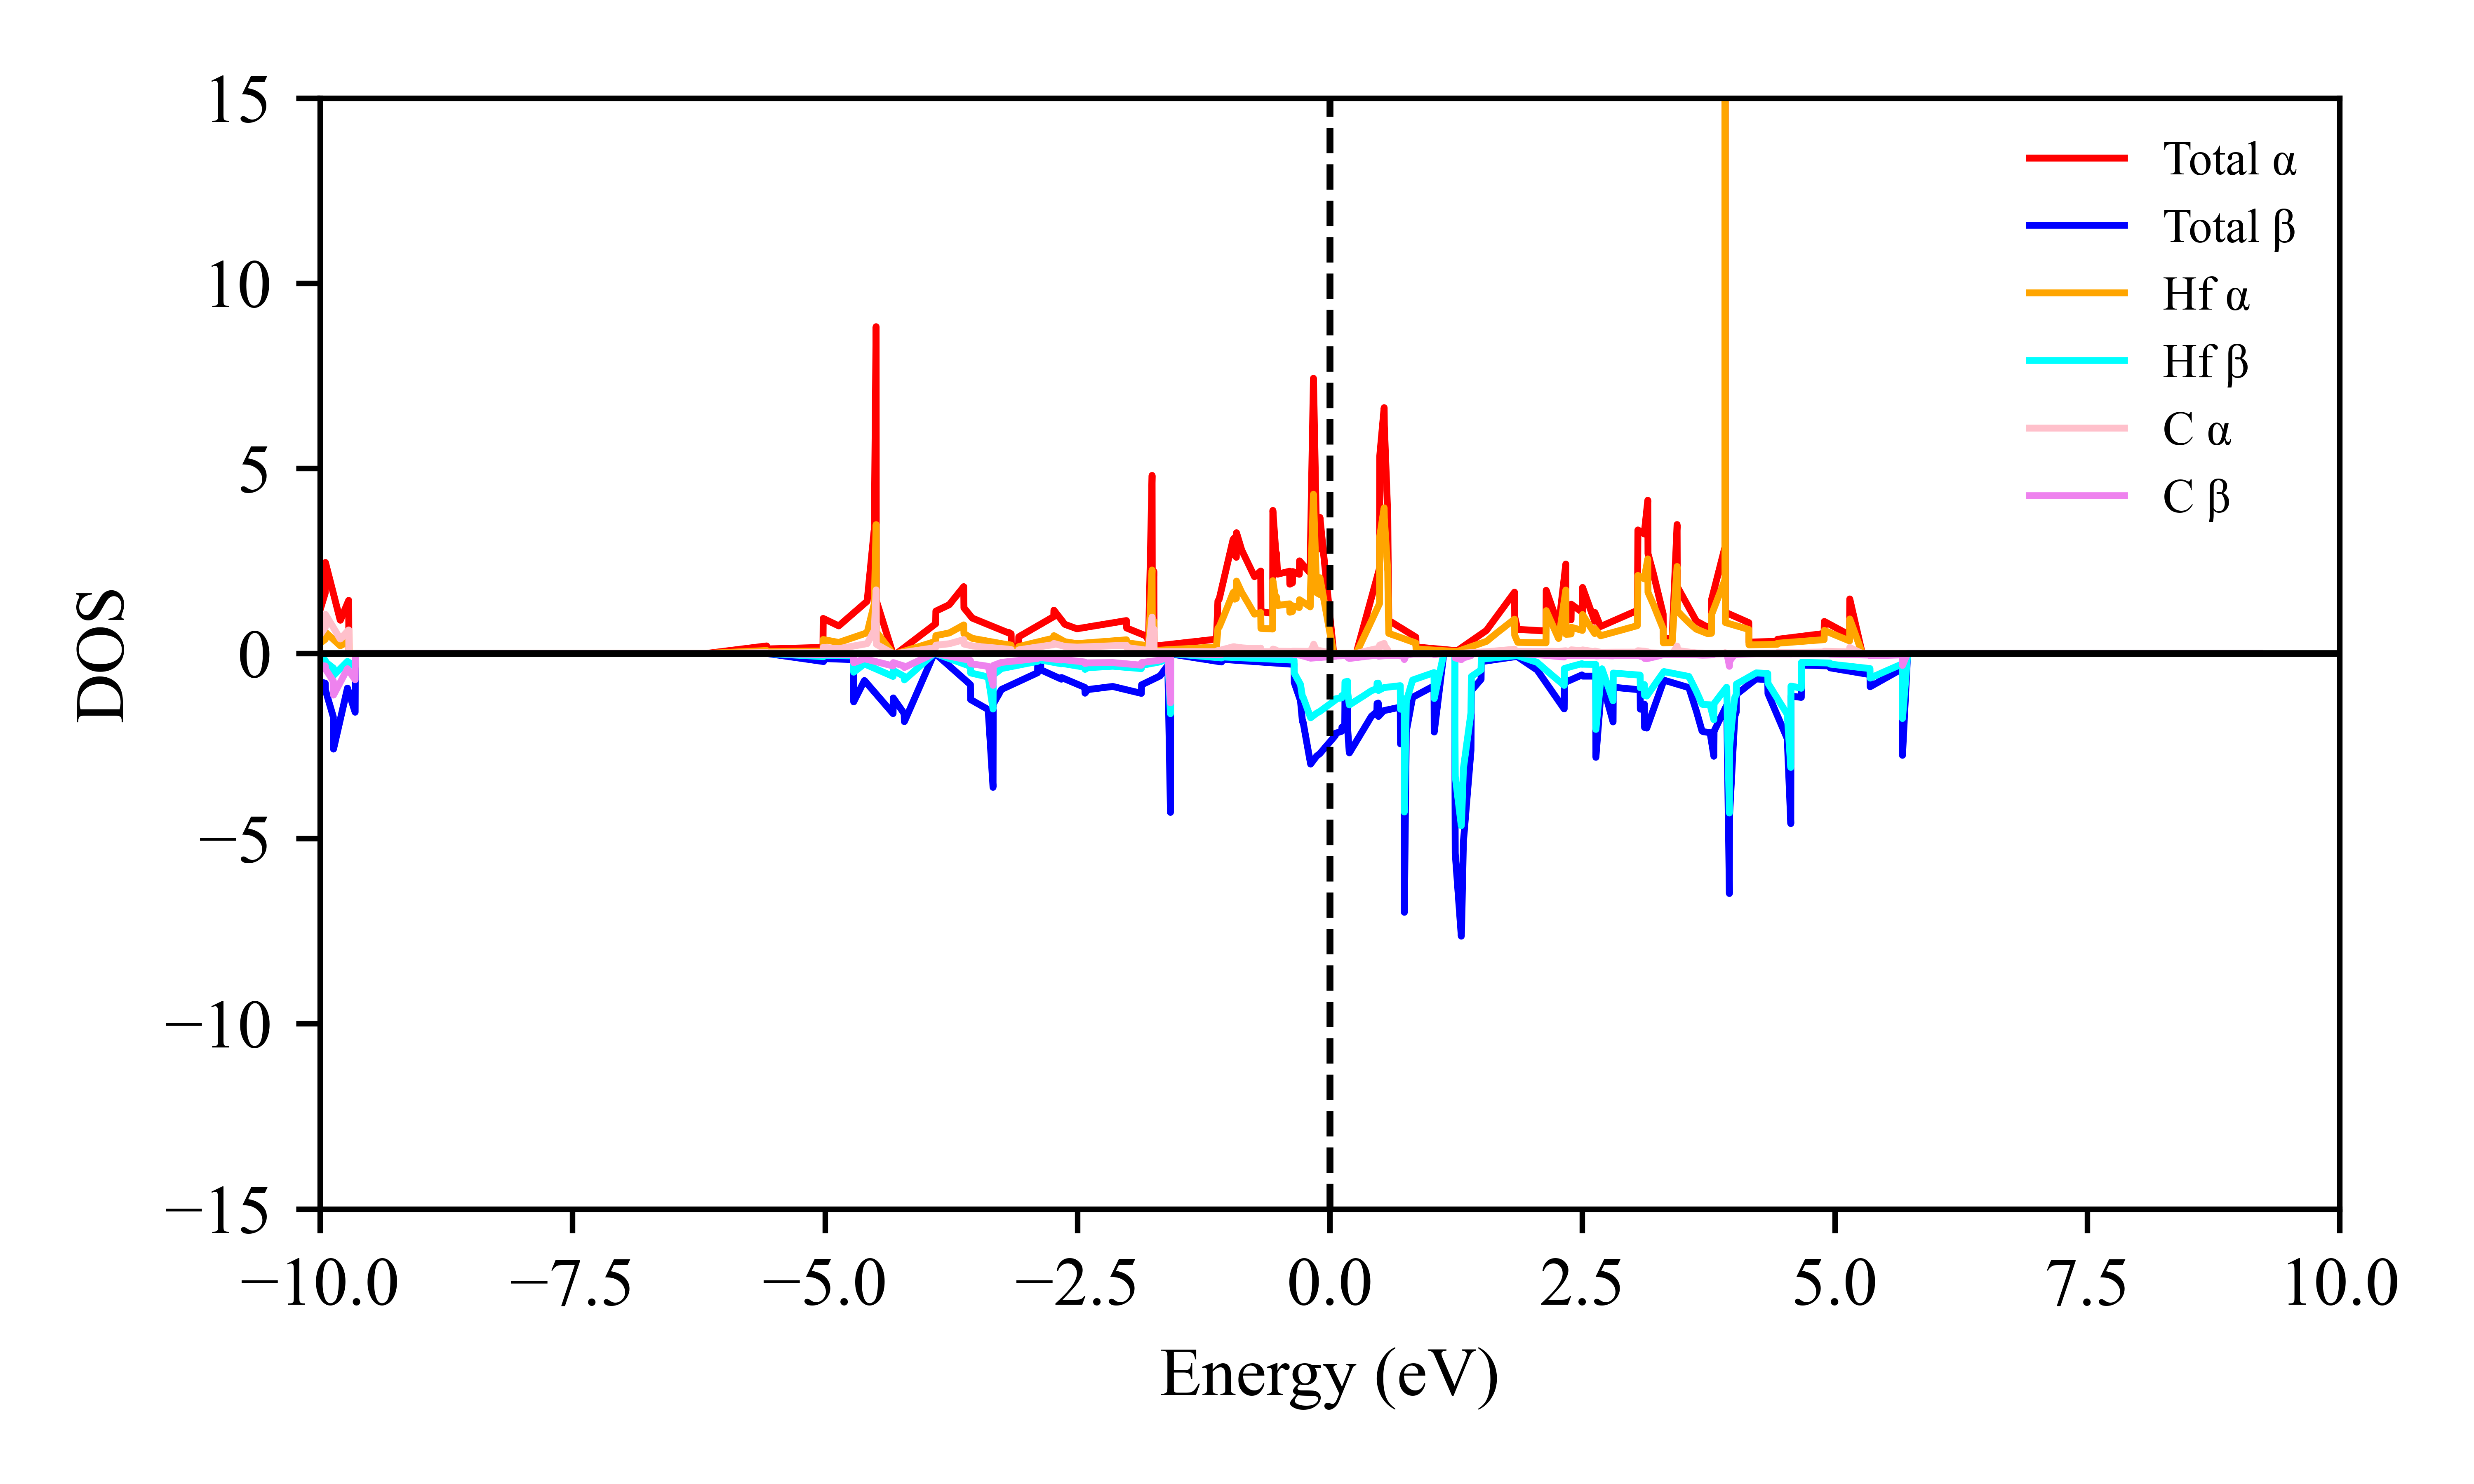 15
10
5
0
−5
−10
−15
DOS
−10.0 −7.5 −5.0 −2.5 0.0 2.5 5.0 7.5 10.0
Energy (eV)
Total α
Total β
Hf α
Hf β
C α
C β